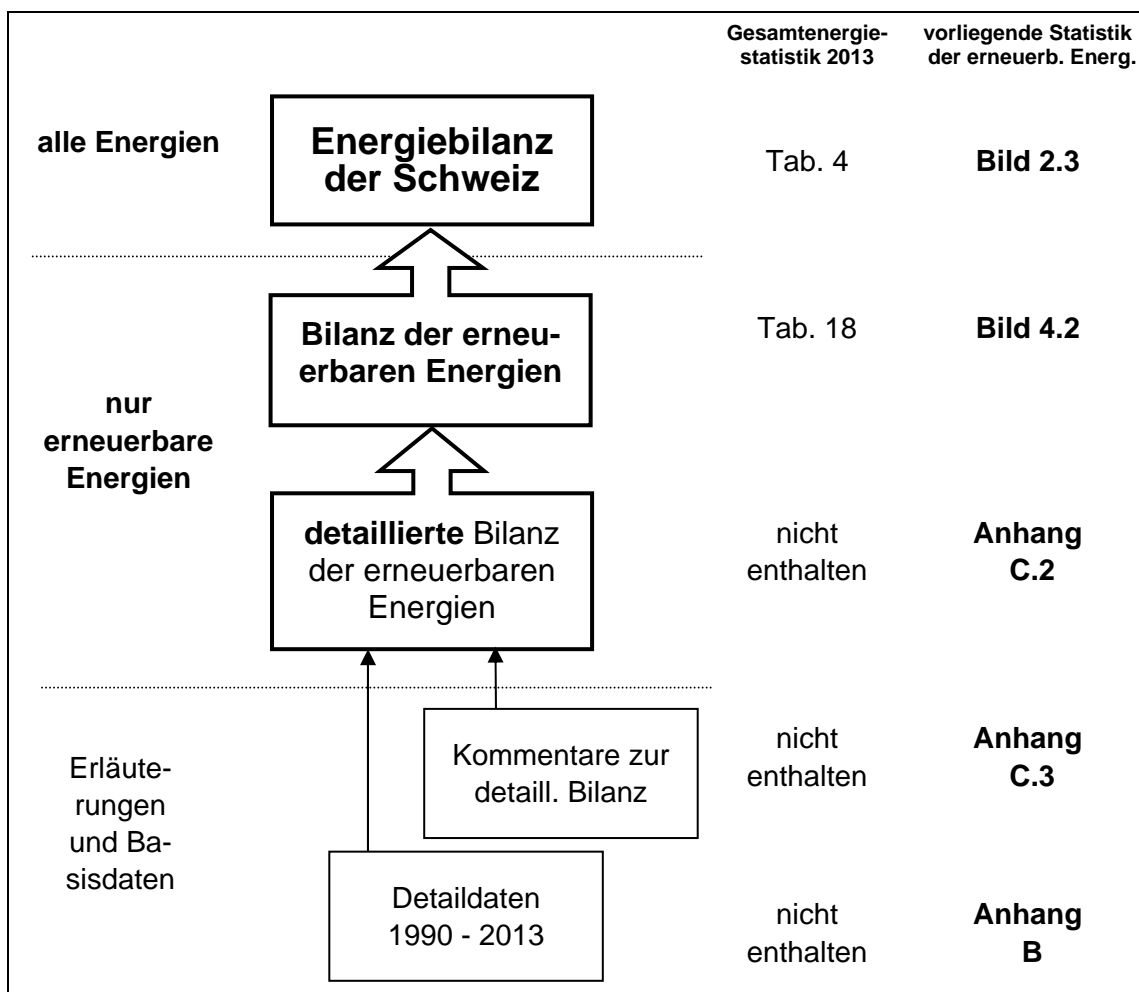 Gesamtenergie-
statistik 2013
vorliegende Statistik
der erneuerb. Energ.
alle Energien
Energiebilanz
der Schweiz
Tab. 4
Bild 2.3
Bilanz der erneu-
erbaren Energien
Tab. 18
Bild 4.2
nur
erneuerbare
Energien
detaillierte Bilanz
der erneuerbaren
Energien
nicht
enthalten
Anhang
C.2
Erläute-
rungen
und Ba-
sisdaten
Kommentare zur
detaill. Bilanz
nicht
enthalten
Anhang
C.3
Detaildaten
1990 - 2013
nicht
enthalten
Anhang
B